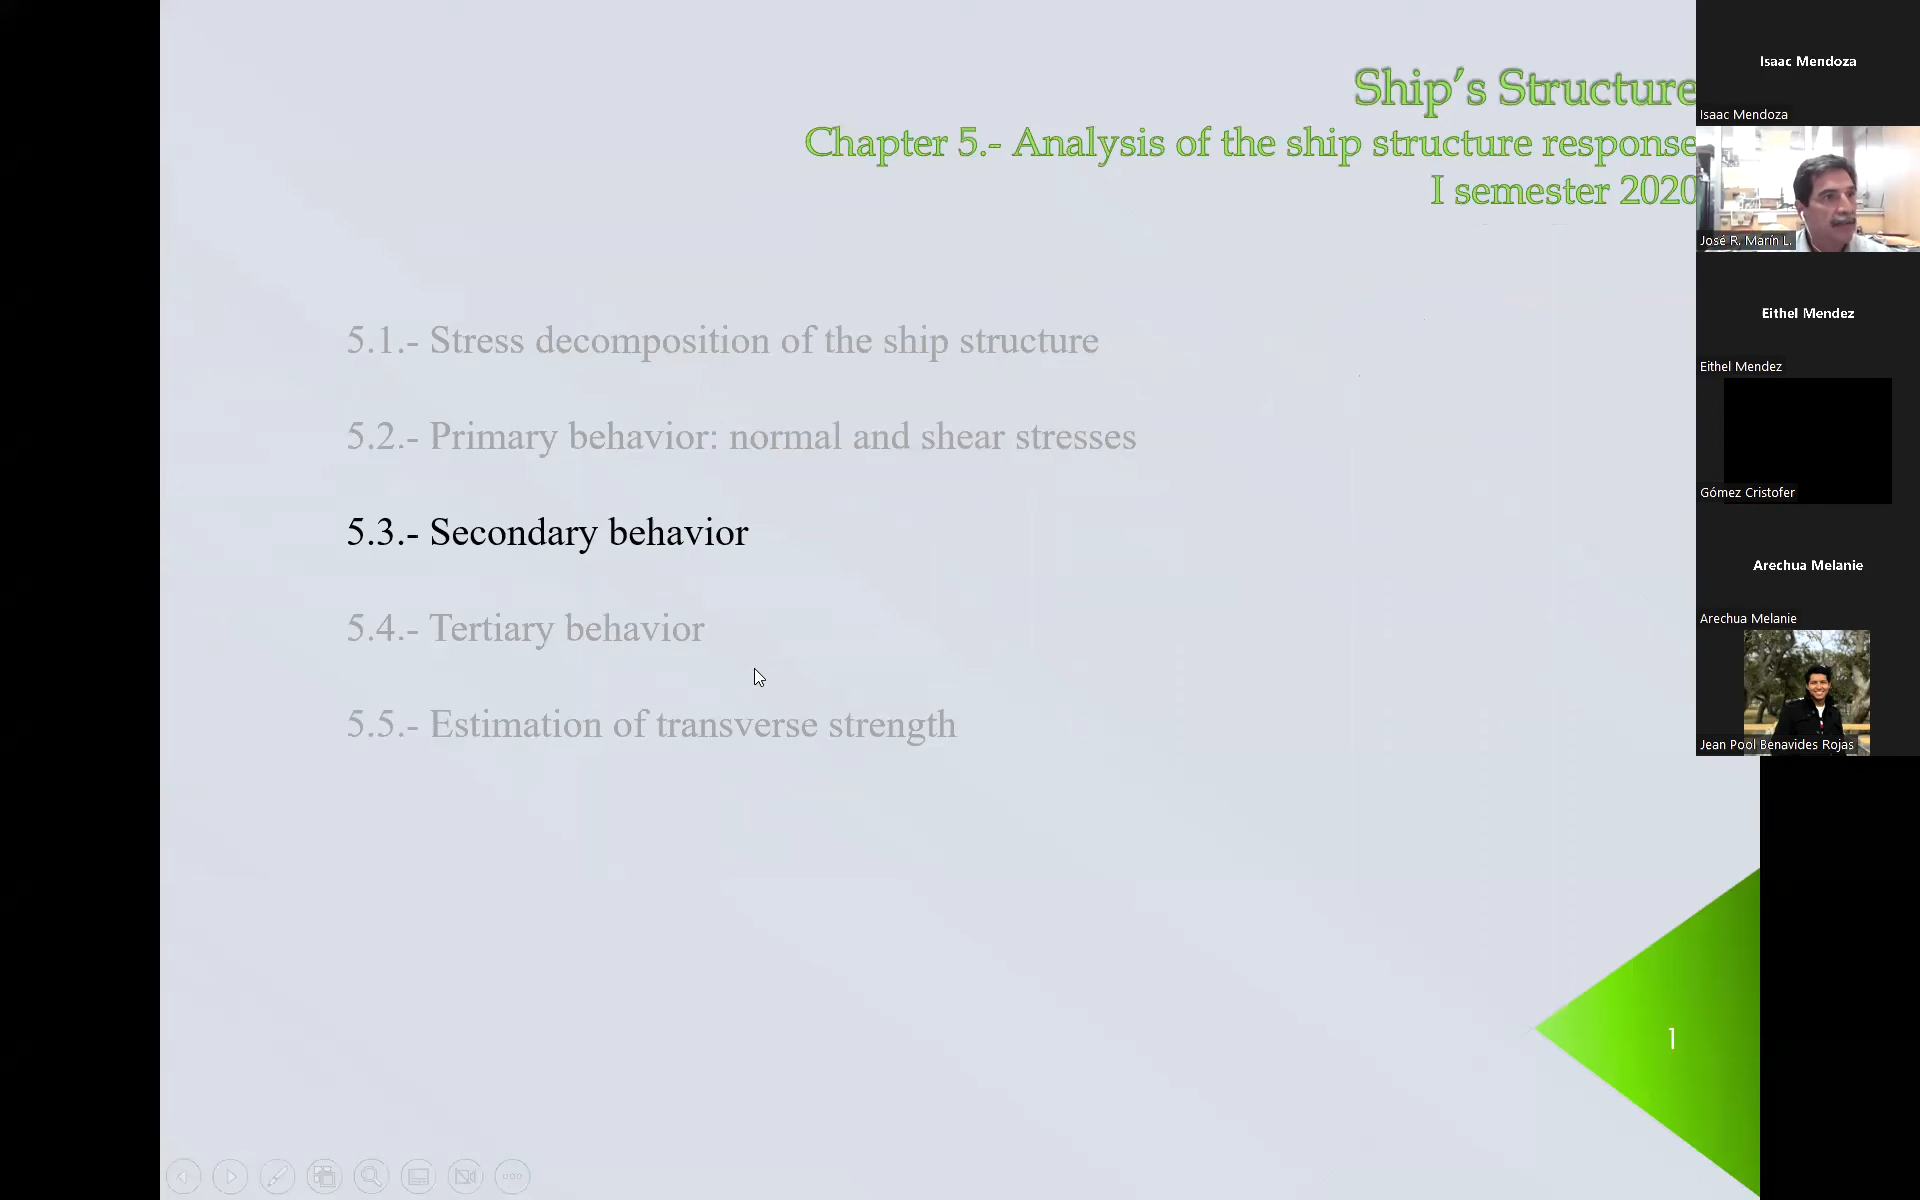 Ship's Structure
Chapter 5.- Analysis of the ship structure response
I semester 2020
5.1.- Stress decomposition of the ship structure
5.2.- Primary behavior: normal and shear stresses
5.3.- Secondary behavior
5.4.- Tertiary behavior
5.5.- Estimation of transverse strength
1
Isaac Mendoza
Isaac Mendoza
José R. Marín L.
Eithel Mendez
Eithel Mendez
Gómez Cristofer
Arechua Melanie
Arechua Melanie
Jean Pool Benavides Rojas